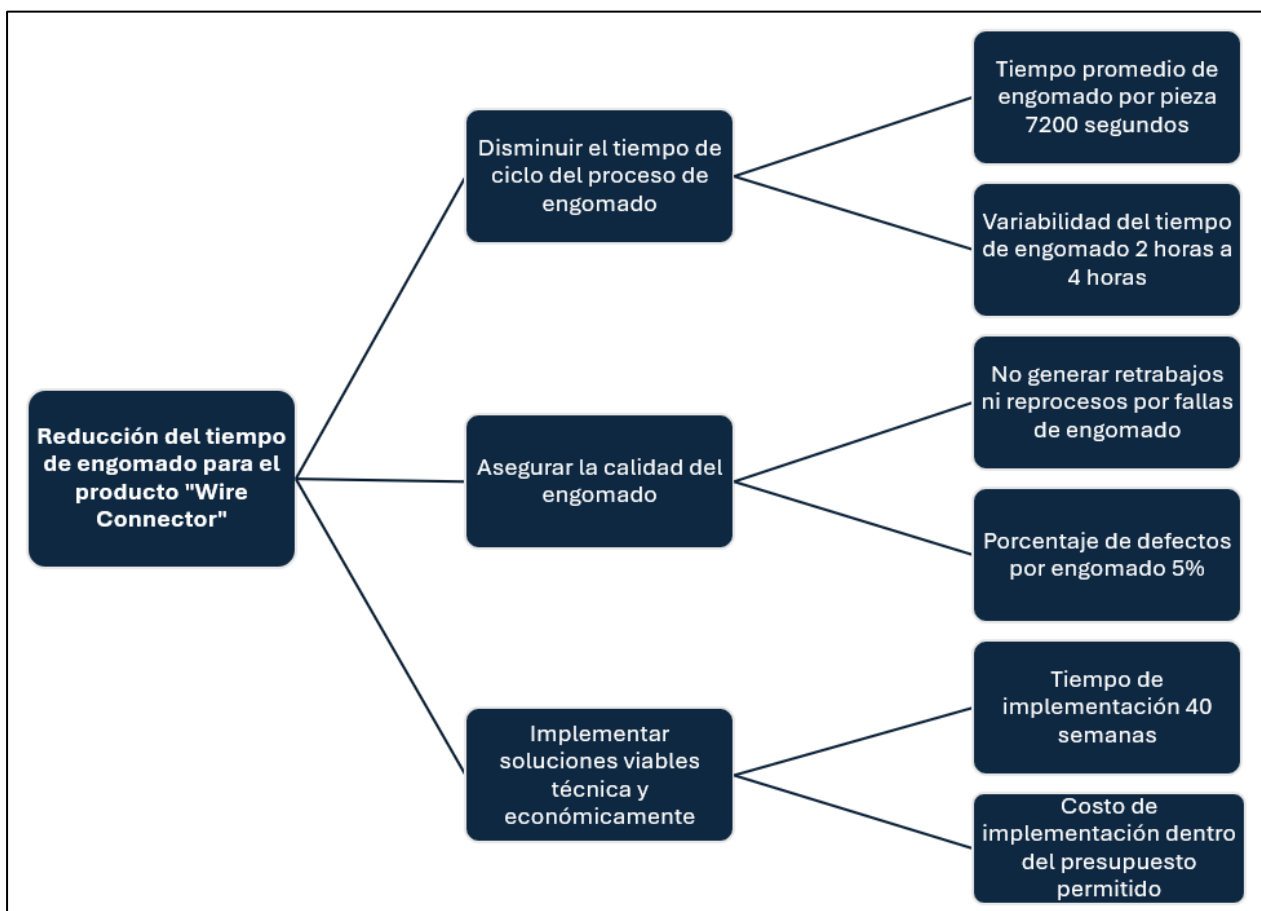 Reducción del tiempo
de engomado para el
producto "Wire
Connector"
Disminuir el tiempo de
ciclo del proceso de
engomado
Tiempo promedio de
engomado por pieza
7200 segundos
Variabilidad del tiempo
de engomado 2 horas a
4 horas
Asegurar la calidad del
engomado
No generar retrabajos
ni reprocesos por fallas
de engomado
Porcentaje de defectos
por engomado 5%
Implementar
soluciones viables
técnica y
económicamente
Tiempo de
implementación 40
semanas
Costo de
implementación dentro
del presupuesto
permitido